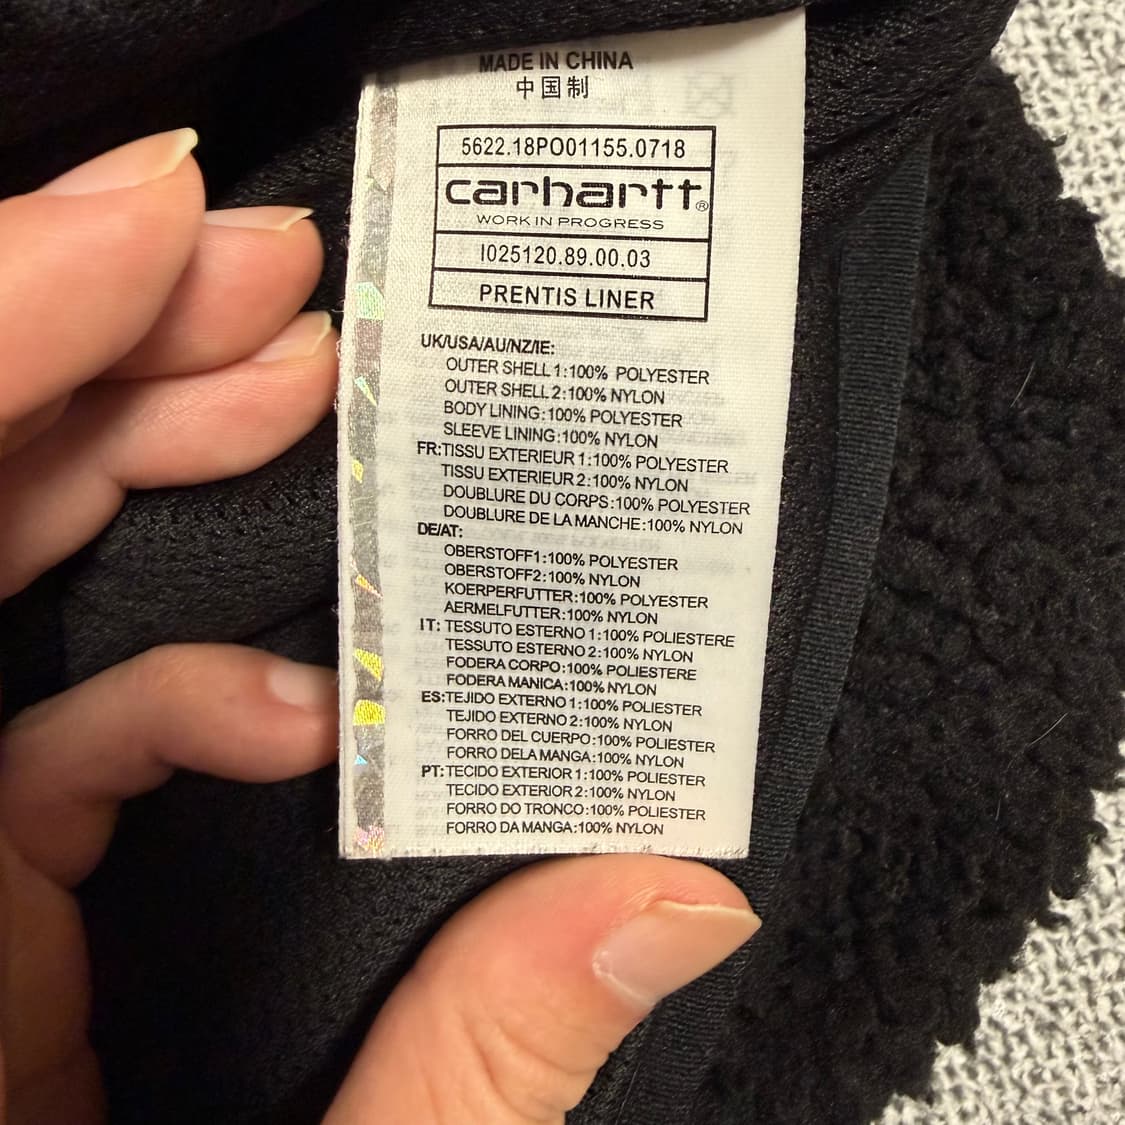 MADE IN CHINA
中国制
5622.18PO01155.0718
carhartt®
WORK IN PROGRESS
I025120.89.00.03
PRENTIS LINER
UK/USA/AU/NZ/IE:
OUTER SHELL 1:100% POLYESTER
OUTER SHELL 2:100% NYLON
BODY LINING:100% POLYESTER
SLEEVE LINING:100% NYLON
FR:TISSU EXTERIEUR 1:100% POLYESTER
TISSU EXTERIEUR 2:100% NYLON
DOUBLURE DU CORPS:100% POLYESTER
DOUBLURE DE LA MANCHE:100% NYLON
DE/AT:
OBERSTOFF1:100% POLYESTER
OBERSTOFF2:100% NYLON
KOERPERFUTTER:100% POLYESTER
AERMELFUTTER:100% NYLON
IT: TESSUTO ESTERNO 1:100% POLIESTERE
TESSUTO ESTERNO 2:100% NYLON
FODERA CORPO:100% POLIESTERE
FODERA MANICA:100% NYLON
ES:TEJIDO EXTERNO 1:100% POLIESTER
TEJIDO EXTERNO 2:100% NYLON
FORRO DEL CUERPO:100% POLIESTER
FORRO DELA MANGA:100% NYLON
PT:TECIDO EXTERIOR 1:100% POLIESTER
TECIDO EXTERIOR 2:100% NYLON
FORRO DO TRONCO:100% POLIESTER
FORRO DA MANGA:100% NYLON